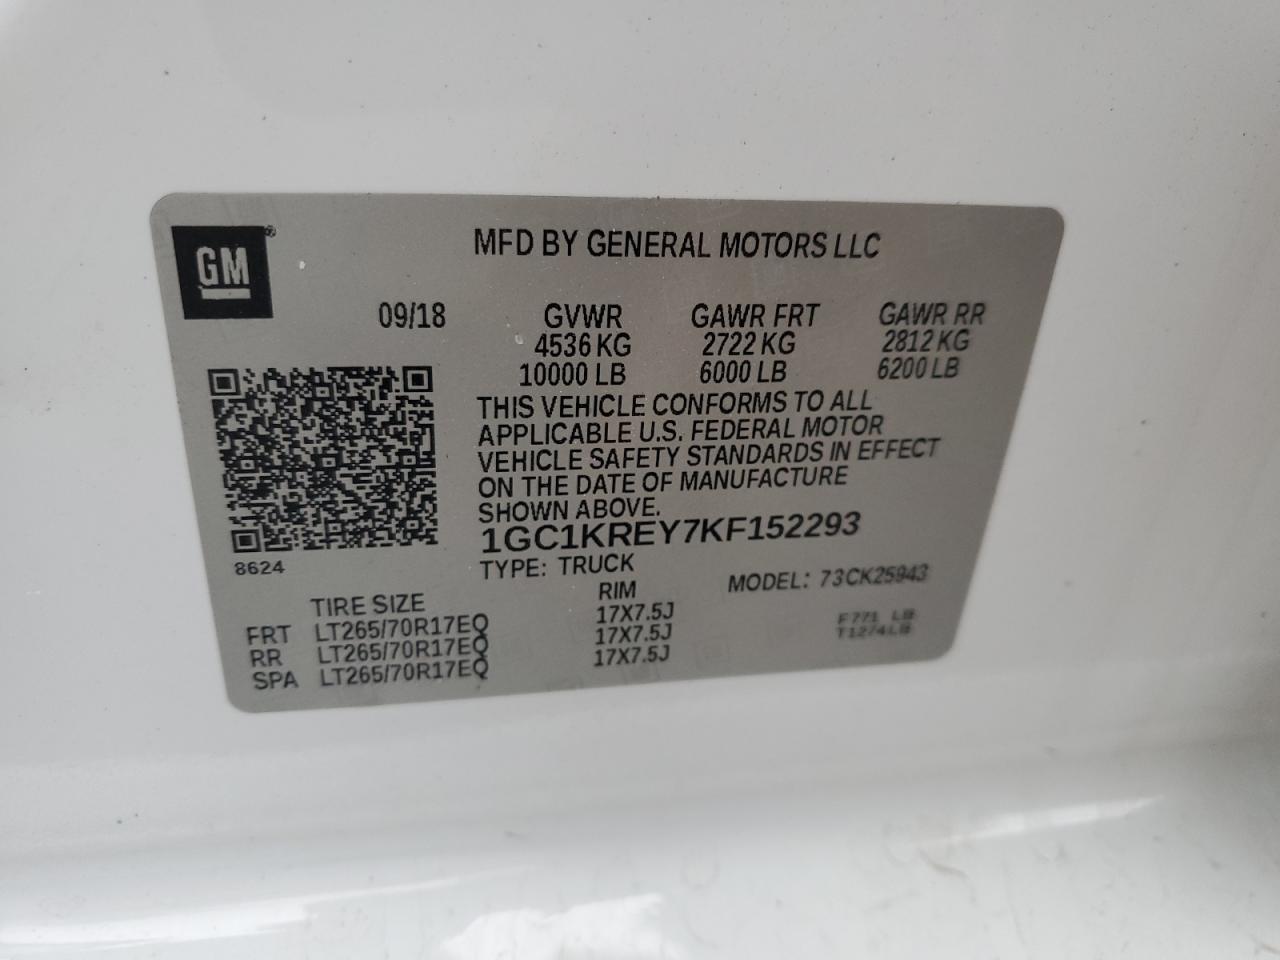 GM®
MFD BY GENERAL MOTORS LLC
09/18 GVWR GAWR FRT GAWR RR
4536 KG 2722 KG 2812 KG
10000 LB 6000 LB 6200 LB
THIS VEHICLE CONFORMS TO ALL
APPLICABLE U.S. FEDERAL MOTOR
VEHICLE SAFETY STANDARDS IN EFFECT
ON THE DATE OF MANUFACTURE
SHOWN ABOVE.
1GC1KREY7KF152293
8624
TYPE: TRUCK MODEL: 73CK25943
TIRE SIZE RIM
FRT LT265/70R17EQ 17X7.5J
RR LT265/70R17EQ 17X7.5J
SPA LT265/70R17EQ 17X7.5J
F771 LB
T1274LB